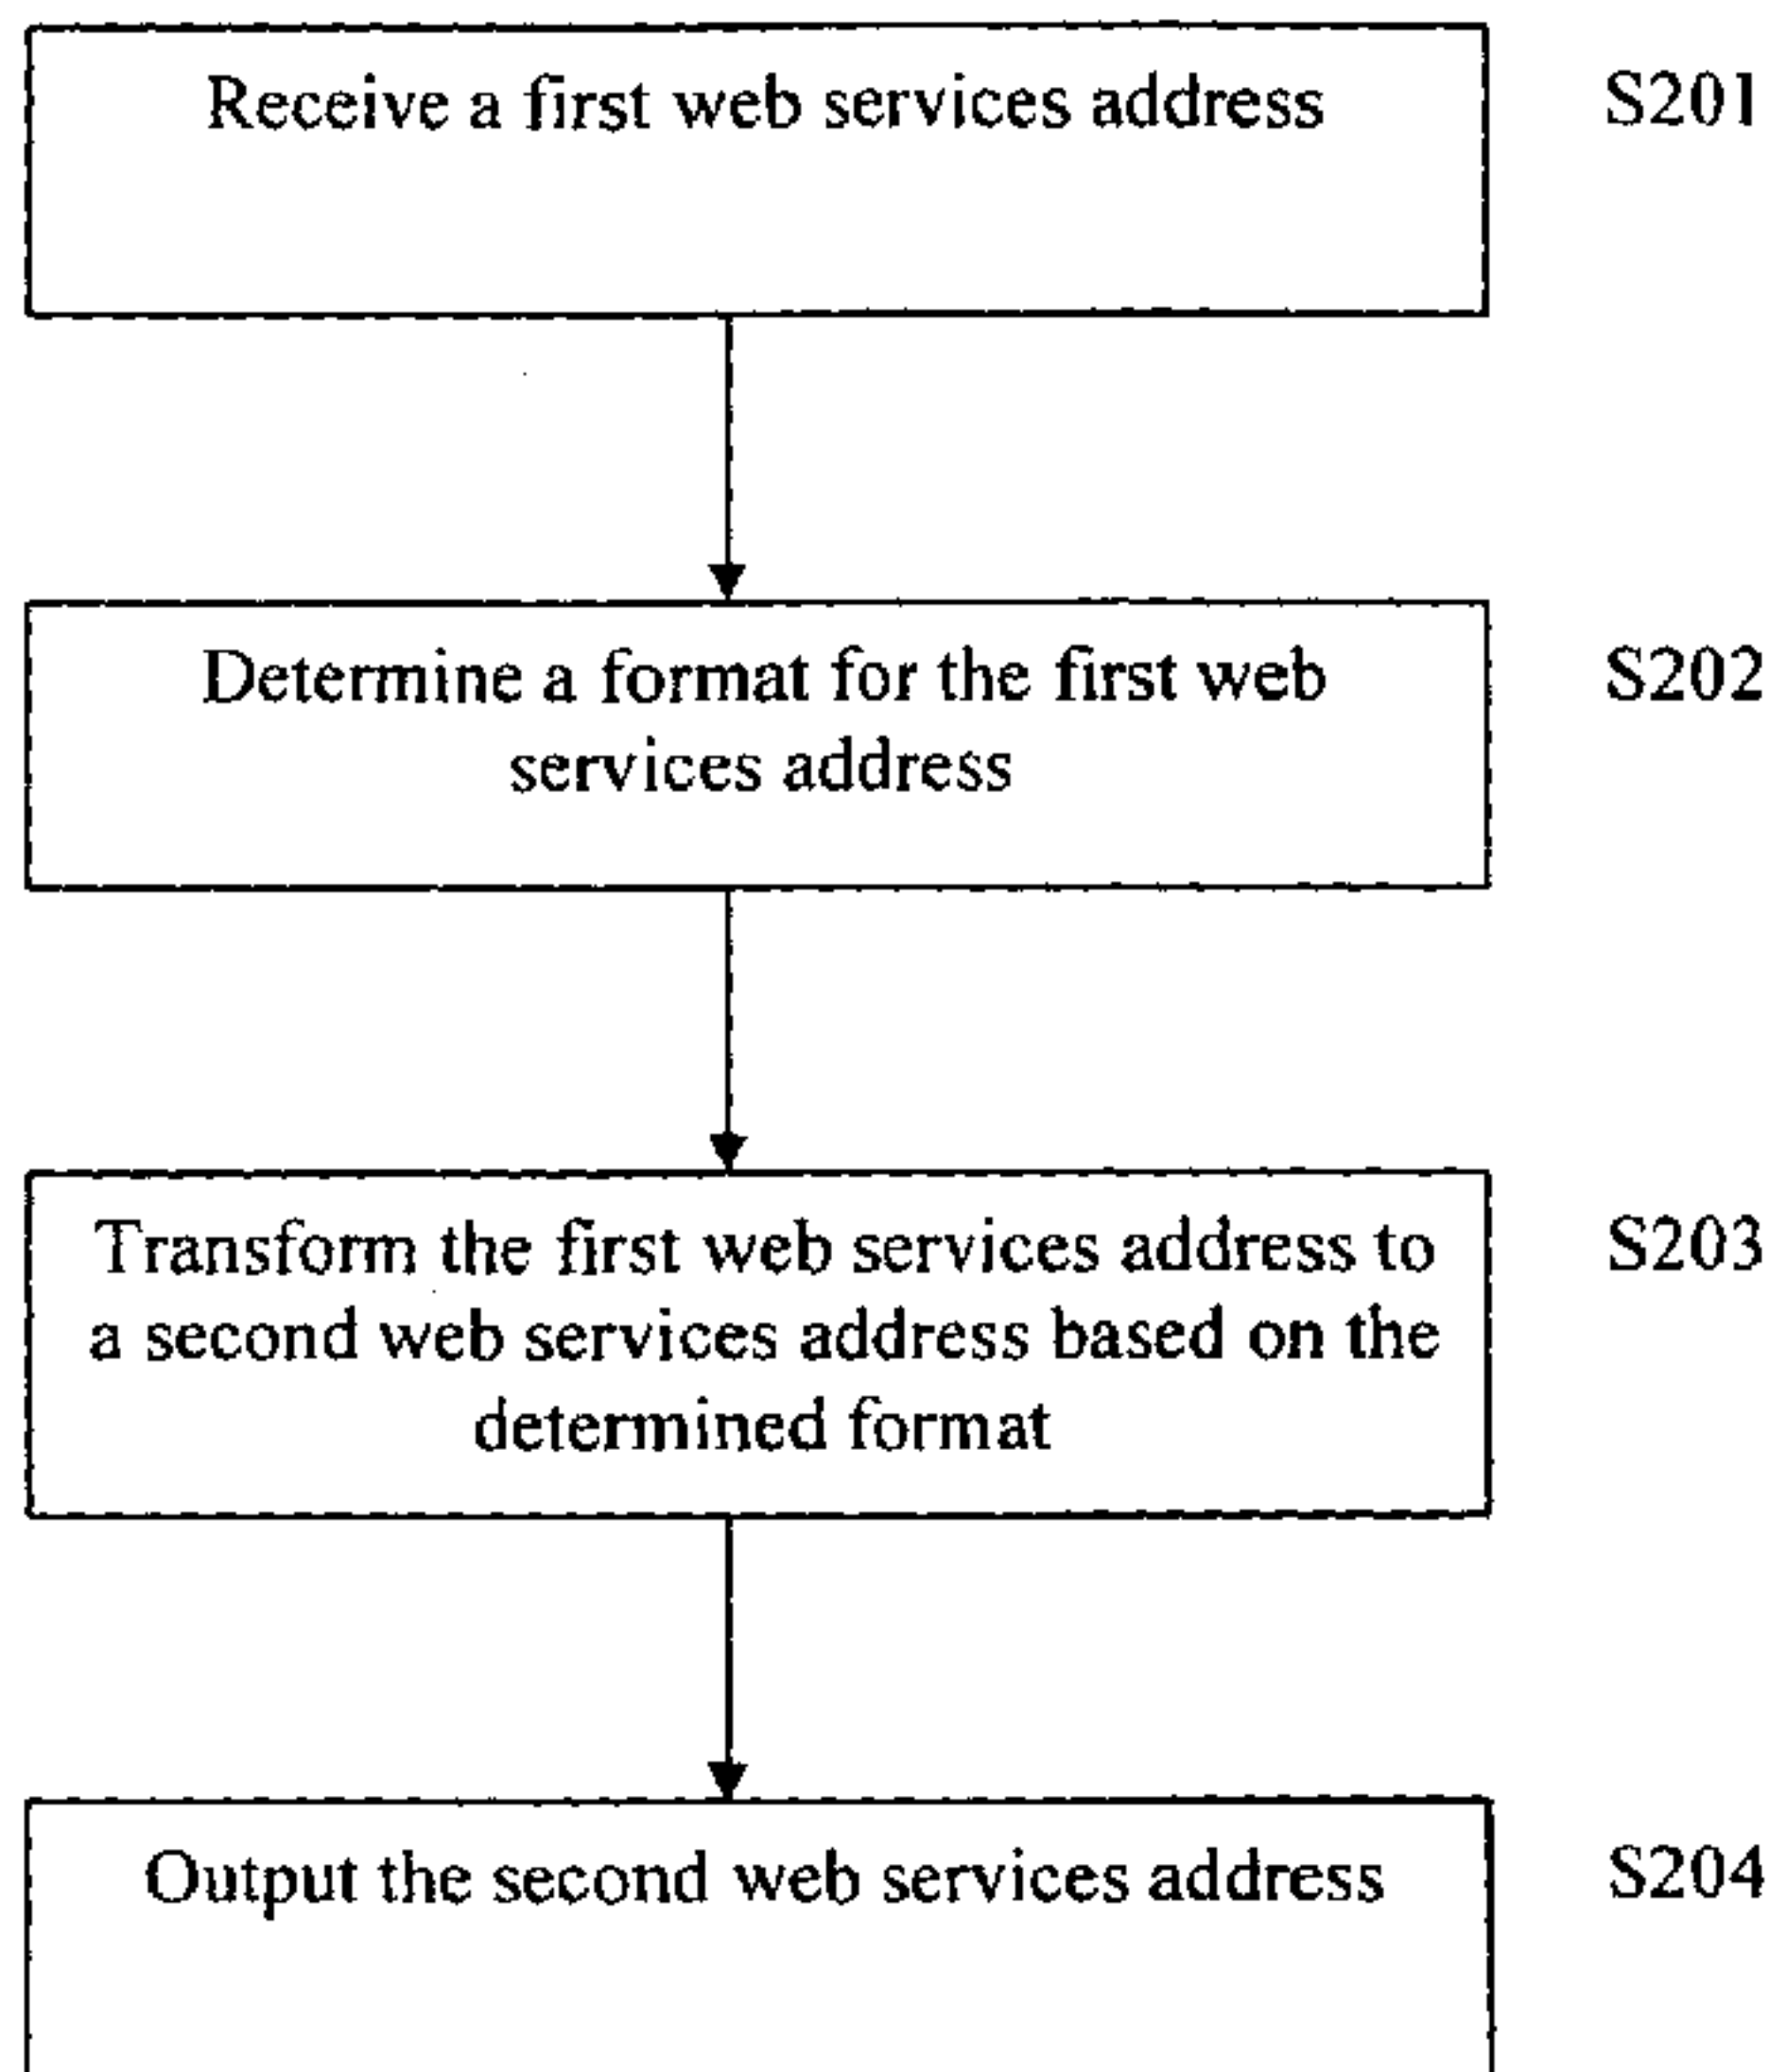 Receive a first web services address
S201
Determine a format for the first web
services address
S202
Transform the first web services address to
a second web services address based on the
determined format
S203
Output the second web services address
S204